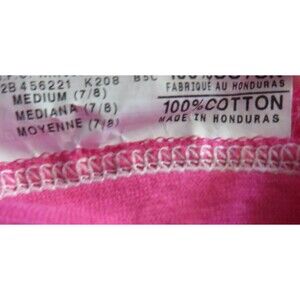 2B456221 K208 BSC
MEDIUM (7/8)
MEDIANA (7/8)
MOYENNE (7/8)
FABRIQUÉ AU HONDURAS
100%COTTON
MADE IN HONDURAS